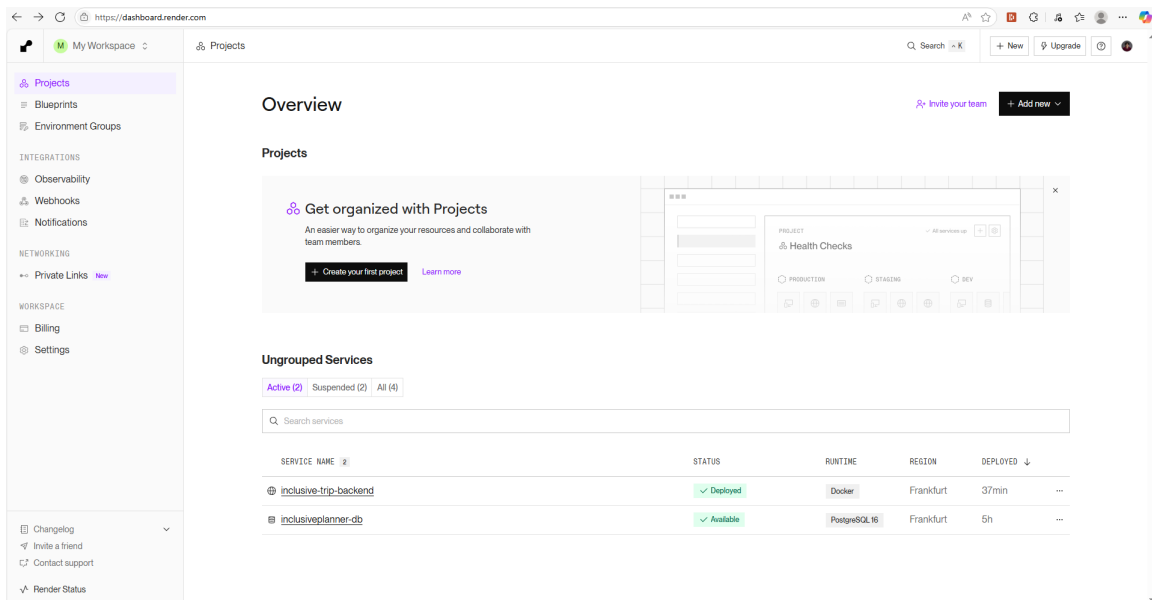 https://dashboard.render.com
M My Workspace
Projects
Search ^ K
+ New
Upgrade
Projects
Blueprints
Environment Groups
INTEGRATIONS
Observability
Webhooks
Notifications
NETWORKING
Private Links New
WORKSPACE
Billing
Settings
Changelog
Invite a friend
Contact support
Render Status
Overview
Invite your team
+ Add new
Projects
Get organized with Projects
An easier way to organize your resources and collaborate with
team members.
+ Create your first project
Learn more
PROJECT
All services up
Health Checks
PRODUCTION
STAGING
DEV
Ungrouped Services
Active (2) Suspended (2) All (4)
Search services
SERVICE NAME 2 STATUS RUNTIME REGION DEPLOYED ↓
inclusive-trip-backend ✓ Deployed Docker Frankfurt 37min ...
inclusiveplanner-db ✓ Available PostgreSQL 16 Frankfurt 5h ...